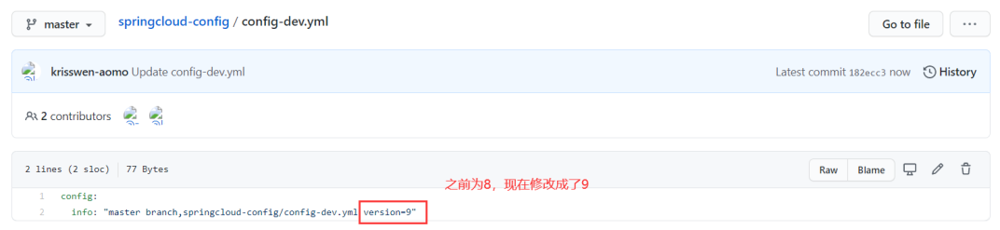 master
springcloud-config / config-dev.yml
Go to file
...
krisswen-aomo Update config-dev.yml
Latest commit 182ecc3 now
History
2 contributors
2 lines (2 sloc) | 77 Bytes
Raw
Blame
之前为8，现在修改成了9
1 config:
2 info: "master branch,springcloud-config/config-dev.yml version=9"